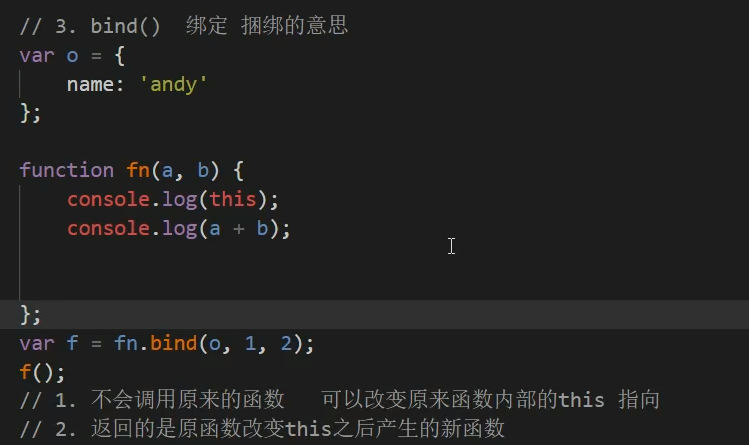 // 3. bind()  绑定 捆绑的意思
var o = {
    name: 'andy'
};
function fn(a, b) {
    console.log(this);
    console.log(a + b);
};
var f = fn.bind(o, 1, 2);
f();
// 1. 不会调用原来的函数   可以改变原来函数内部的this 指向
// 2. 返回的是原函数改变this之后产生的新函数